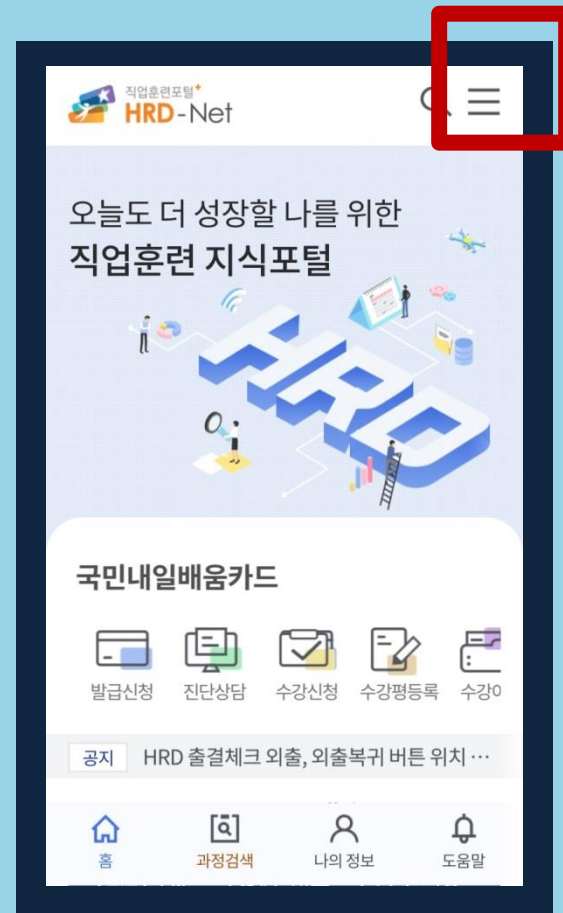 직업훈련포털+
HRD-Net
오늘도 더 성장할 나를 위한
직업훈련 지식포털
HRD
국민내일배움카드
발급신청 진단상담 수강신청 수강평등록 수강이
공지 HRD 출결체크 외출, 외출복귀 버튼 위치 ···
홈 과정검색 나의 정보 도움말